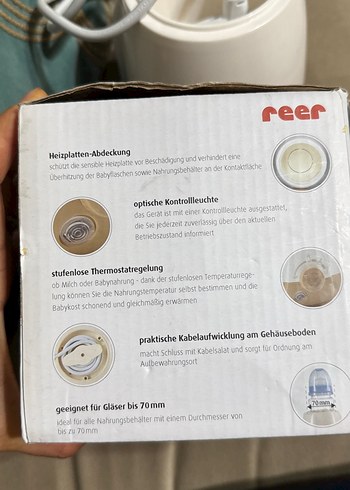 reer
Heizplatten-Abdeckung
schützt die sensible Heizplatte vor Beschädigung und verhindert eine
Überhitzung der Babyflaschen sowie Nahrungsbehälter an der Kontaktfläche
optische Kontrollleuchte
das Gerät ist mit einer Kontrollleuchte ausgestattet,
die Sie jederzeit zuverlässig über den aktuellen
Betriebszustand informiert
stufenlose Thermostatregelung
ob Milch oder Babynahrung - dank der stufenlosen Temperaturrege-
lung können Sie die Nahrungstemperatur selbst bestimmen und die
Babykost schonend und gleichmäßig erwärmen
praktische Kabelaufwicklung am Gehäuseboden
macht Schluss mit Kabelsalat und sorgt für Ordnung am
Aufbewahrungsort
70 mm
geeignet für Gläser bis 70 mm
Ideal für alle Nahrungsbehälter mit einem Durchmesser von
bis zu 70 mm